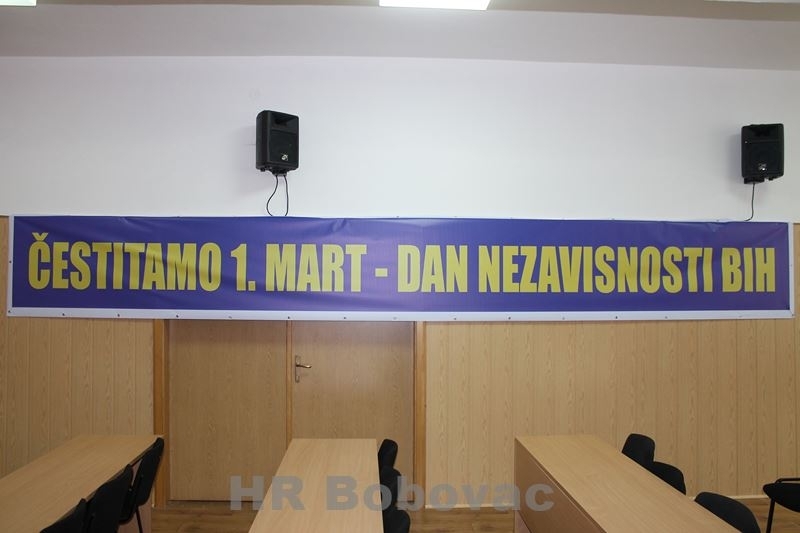 ČESTITAMO 1. MART - DAN NEZAVISNOSTI BIH
HR Bobovac